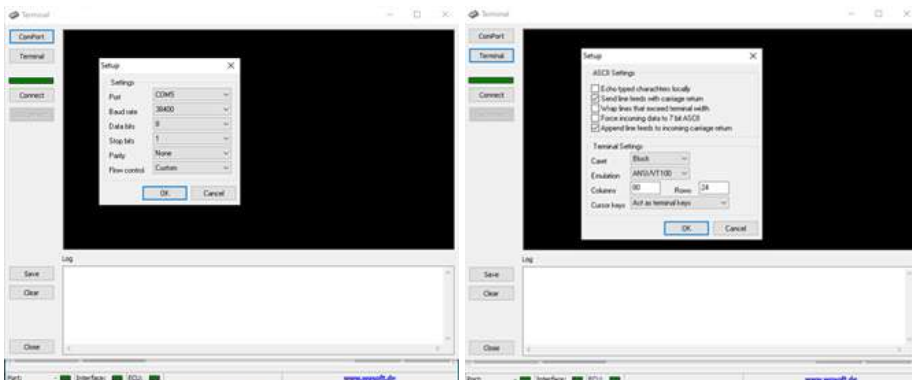 Terminal
ComPort
Terminal
Connect
Setup
Settings
Port COM5
Baud rate 38400
Data bits 8
Stop bits 1
Parity None
Flow control Custom
OK Cancel
Log
Save
Clear
Close
Port: - Interface: ECU:
Terminal
ComPort
Terminal
Connect
Setup
ASCII Settings
Echo typed charachters locally
Send line feeds with carriage return
Wrap lines that exceed terminal width
Force incoming data to 7 bit ASCII
Append line feeds to incoming carriage return
Terminal Settings
Caret Block
Emulation ANSI/VT100
Columns 80 Rows 24
Cursor keys Act as terminal keys
OK Cancel
Log
Save
Clear
Close
Port: - Interface: ECU: